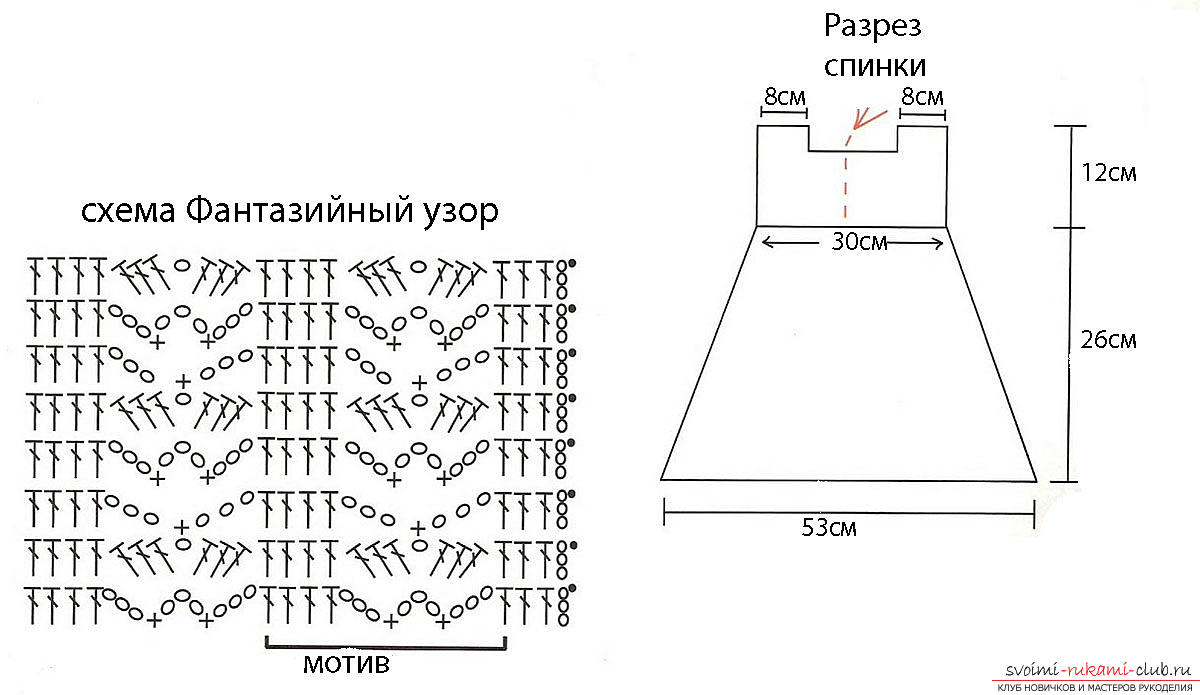 Разрез
спинки
8см 8см
12см
схема Фантазийный узор
30см
26см
53см
мотив
svoimi-rukami-club.ru
КЛУБ НОВИЧКОВ И МАСТЕРОВ РУКОДЕЛИЯ